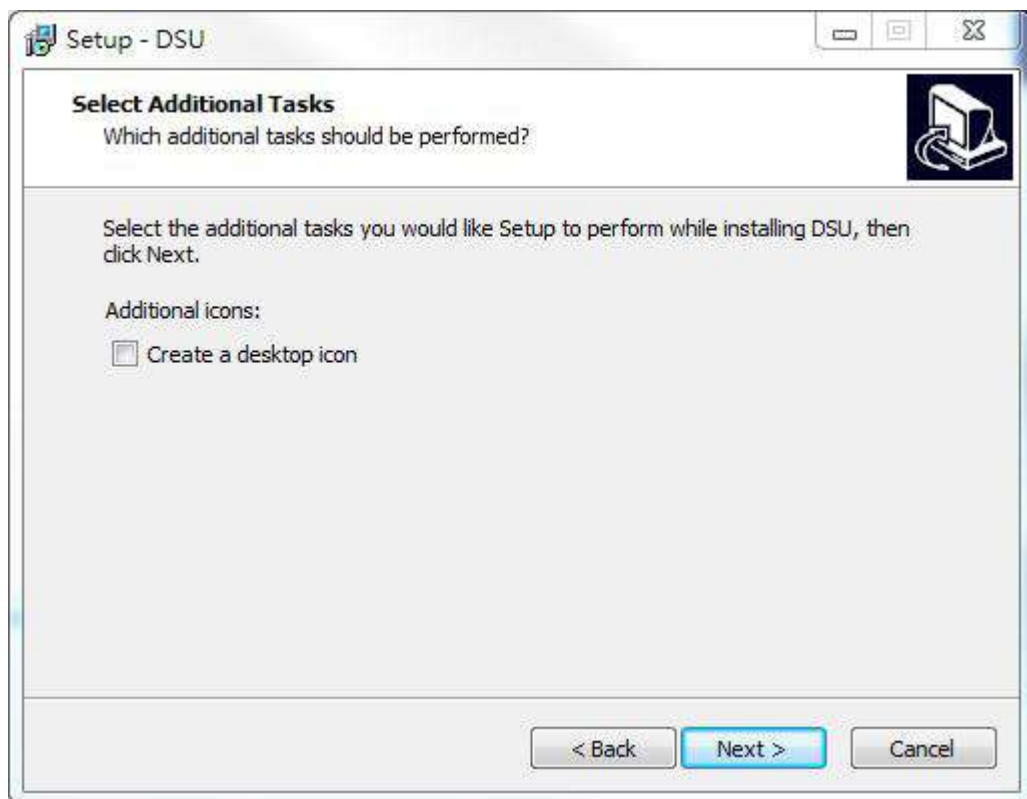 Setup - DSU
Select Additional Tasks
Which additional tasks should be performed?
Select the additional tasks you would like Setup to perform while installing DSU, then
click Next.
Additional icons:
Create a desktop icon
< Back Next > Cancel